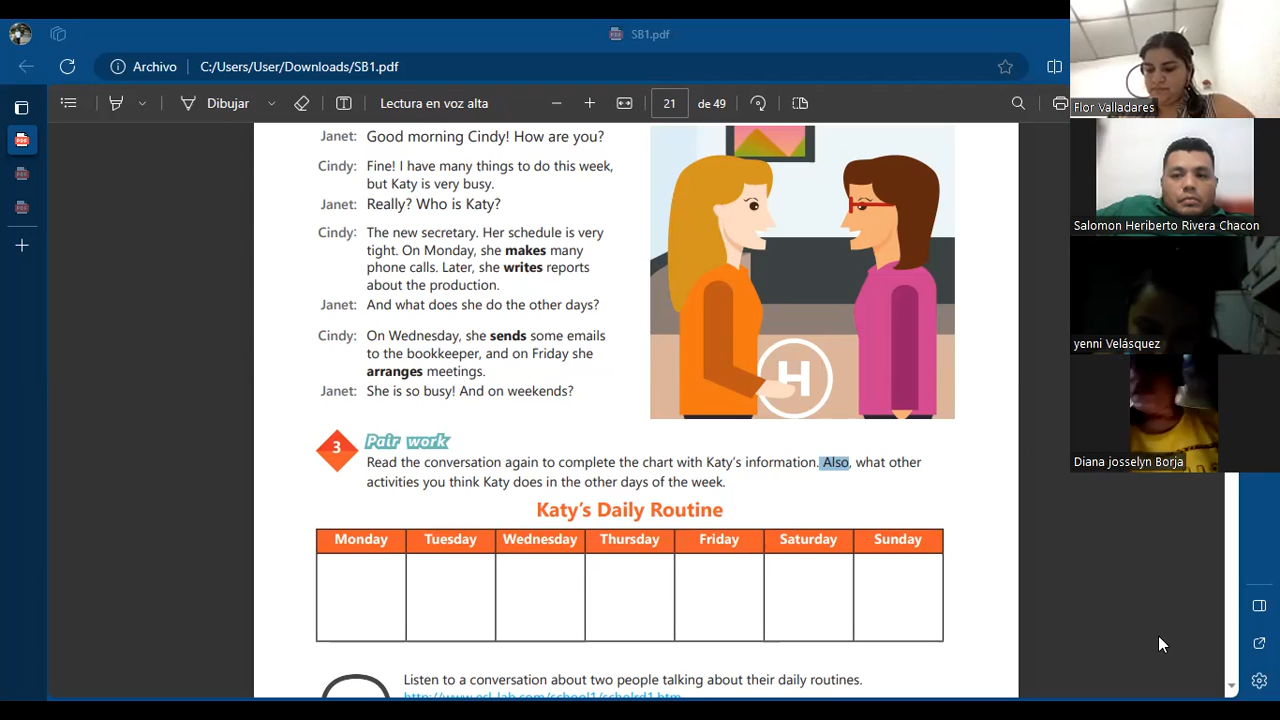 SB1.pdf
Archivo
C:/Users/User/Downloads/SB1.pdf
Dibujar
Lectura en voz alta
21
de 49
Janet: Good morning Cindy! How are you?
Cindy: Fine! I have many things to do this week,
but Katy is very busy.
Janet: Really? Who is Katy?
Cindy: The new secretary. Her schedule is very
tight. On Monday, she makes many
phone calls. Later, she writes reports
about the production.
Janet: And what does she do the other days?
Cindy: On Wednesday, she sends some emails
to the bookkeeper, and on Friday she
arranges meetings.
Janet: She is so busy! And on weekends?
H
3
Pair work
Read the conversation again to complete the chart with Katy's information. Also, what other
activities you think Katy does in the other days of the week.
Katy's Daily Routine
Monday Tuesday Wednesday Thursday Friday Saturday Sunday
Listen to a conversation about two people talking about their daily routines.
http://www.esl-lab.com/school1/scholrd1.htm
Flor Valladares
Salomon Heriberto Rivera Chacon
yenni Velásquez
Diana josselyn Borja